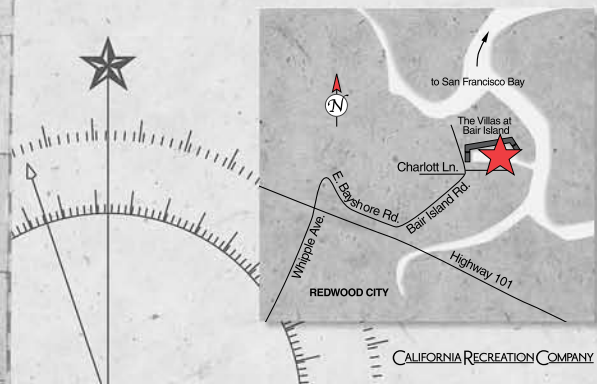 to San Francisco Bay
N
The Villas at
Bair Island
Charlott Ln.
E. Bayshore Rd.
Bair Island Rd.
Whipple Ave.
Highway 101
REDWOOD CITY
CALIFORNIA RECREATION COMPANY